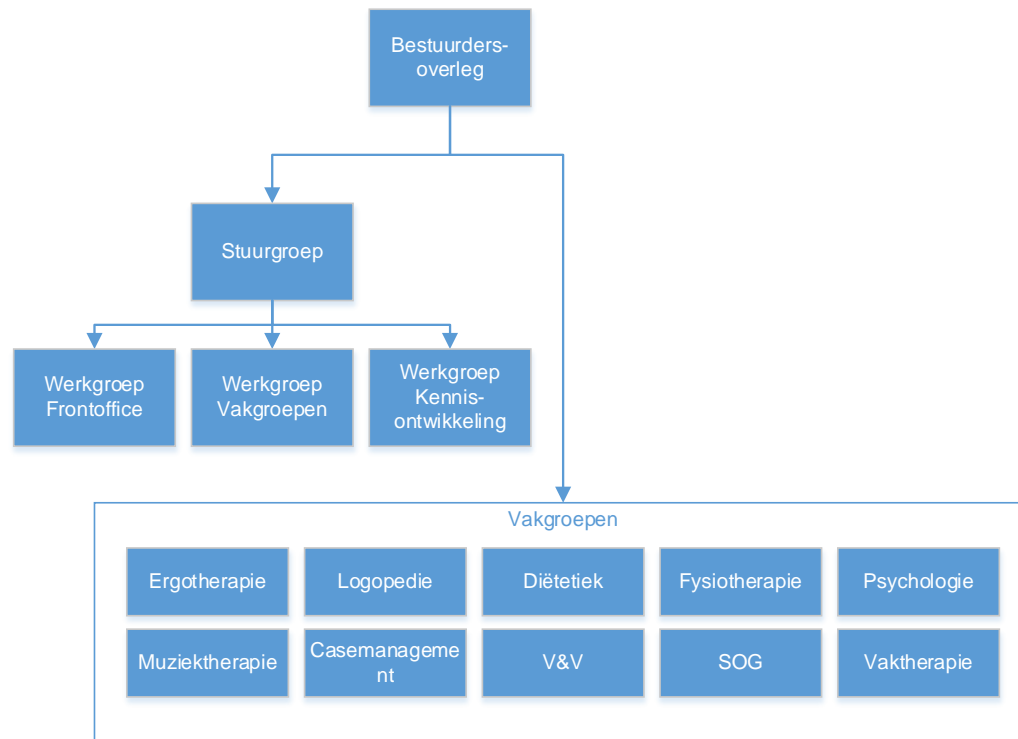 Bestuurders-
overleg
Stuurgroep
Werkgroep
Frontoffice
Werkgroep
Vakgroepen
Werkgroep
Kennis-
ontwikkeling
Vakgroepen
Ergotherapie
Logopedie
Diëtetiek
Fysiotherapie
Psychologie
Muziektherapie
Casemanageme
nt
V&V
SOG
Vaktherapie